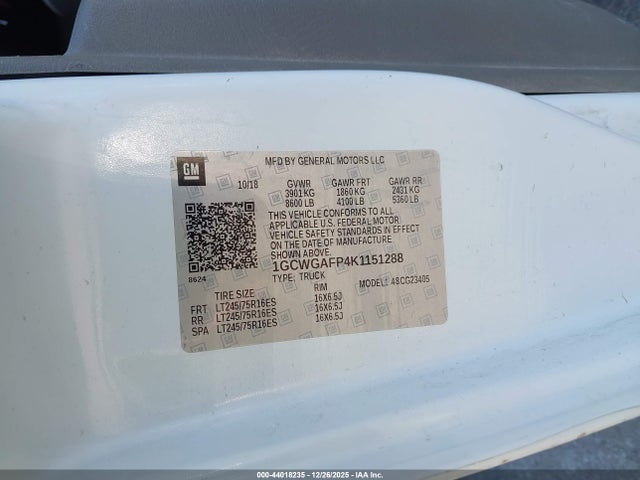 GM
MFD BY GENERAL MOTORS LLC
10/18 GVWR GAWR FRT GAWR RR
3901 KG 1860 KG 2431 KG
8600 LB 4100 LB 5360 LB
THIS VEHICLE CONFORMS TO ALL
APPLICABLE U.S. FEDERAL MOTOR
VEHICLE SAFETY STANDARDS IN EFFECT
ON THE DATE OF MANUFACTURE SHOWN ABOVE.
1GCWGAFP4K1151288
8624 TYPE: TRUCK MODEL: 48CG23405
TIRE SIZE RIM
FRT LT245/75R16ES 16X6.5J
RR LT245/75R16ES 16X6.5J
SPA LT245/75R16ES 16X6.5J
000-44018235 - 12/26/2025 - IAA Inc.